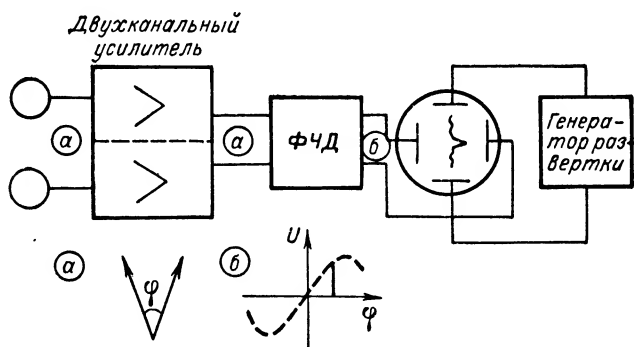 Двухканальный
усилитель
а
а
ФЧД
б
Генера-
тор раз-
вертки
а
φ
б
U
φ